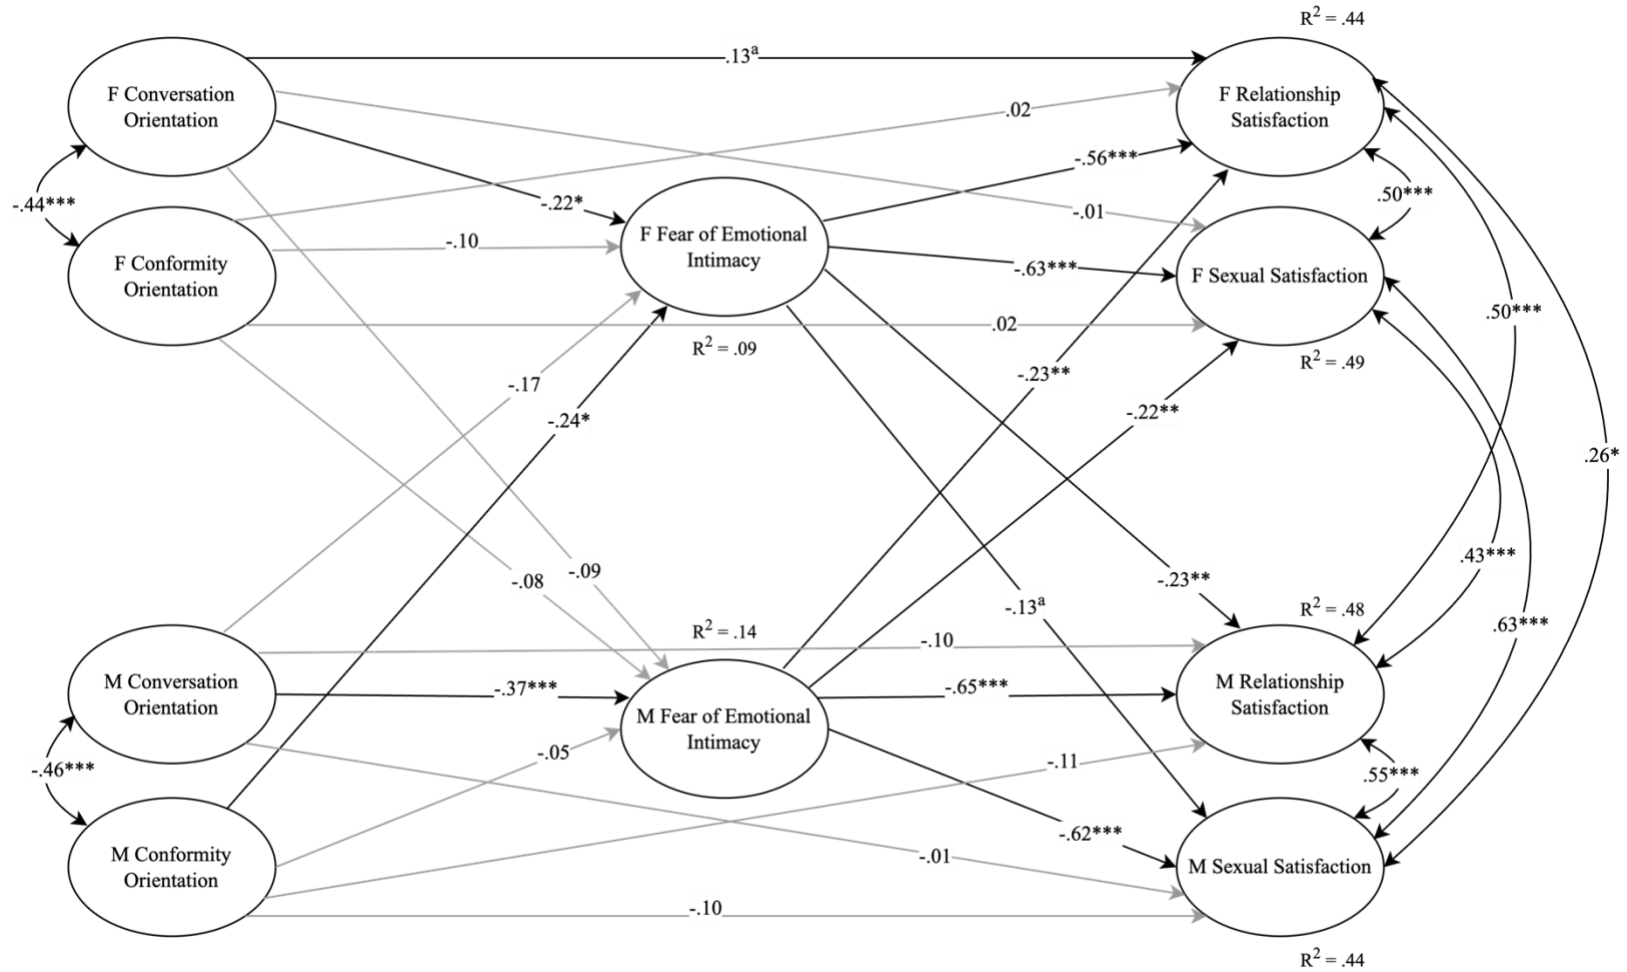 R² = .44
.13ᵃ
F Conversation
Orientation
F Relationship
Satisfaction
.02
-.56***
.50***
-.44***
-.22*
-.01
F Fear of Emotional
Intimacy
-.10
F Conformity
Orientation
-.63***
F Sexual Satisfaction
.50***
.02
R² = .09
R² = .49
-.17
-.23**
-.24*
-.22**
.26*
.43***
-.08
-.09
-.23**
-.13ᵃ
R² = .48
.63***
R² = .14
-.10
M Conversation
Orientation
-.37***
-.65***
M Relationship
Satisfaction
M Fear of Emotional
Intimacy
-.05
-.11
-.46***
.55***
-.62***
M Conformity
Orientation
-.01
M Sexual Satisfaction
-.10
R² = .44